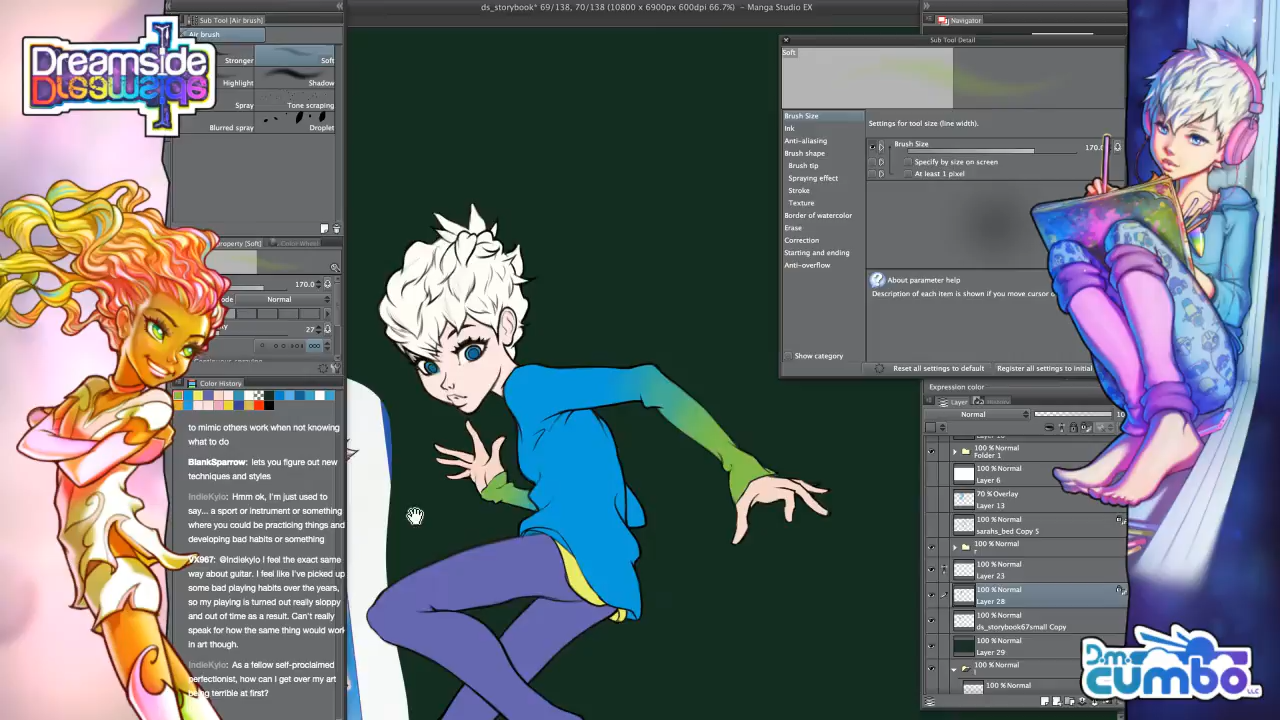 ds_storybook* 69/138, 70/138 (10800 x 6900px 600dpi 66.7%) - Manga Studio EX
Dreamside
Sub Tool [Air brush]
Air brush
Stronger
Soft
Highlight
Shadow
Spray
Tone scraping
Blurred spray
Droplet
property [Soft]
Color Wheel
170.0
Normal
27
Color History
to mimic others work when not knowing
what to do
BlankSparrow: lets you figure out new
techniques and styles
IndieKylo: Hmm ok, I'm just used to
say... a sport or instrument or something
where you could be practicing things and
developing bad habits or something
VX967: @Indiekylo I feel the exact same
way about guitar. I feel like I've picked up
some bad playing habits over the years,
so my playing is turned out really sloppy
and out of time as a result. Can't really
speak for how the same thing would work
in art though.
IndieKylo: As a fellow self-proclaimed
perfectionist, how can I get over my art
being terrible at first?
Navigator
Sub Tool Detail
Soft
Brush Size
Ink
Anti-aliasing
Brush shape
Brush tip
Spraying effect
Stroke
Texture
Border of watercolor
Erase
Correction
Starting and ending
Anti-overflow
Show category
Settings for tool size (line width).
Brush Size
170.0
Specify by size on screen
At least 1 pixel
About parameter help
Description of each item is shown if you move cursor o
Reset all settings to default
Register all settings to initial
Expression color
Layer
History
Normal
10
Folder 1
100 %Normal
Layer 6
70 %Overlay
Layer 13
100 %Normal
sarahs_bed Copy 5
100 %Normal
r
100 %Normal
Layer 23
100 %Normal
Layer 28
100 %Normal
ds_storybook67small Copy
100 %Normal
Layer 29
100 %Normal
l
100 %Normal
D.M. cumbo LLC